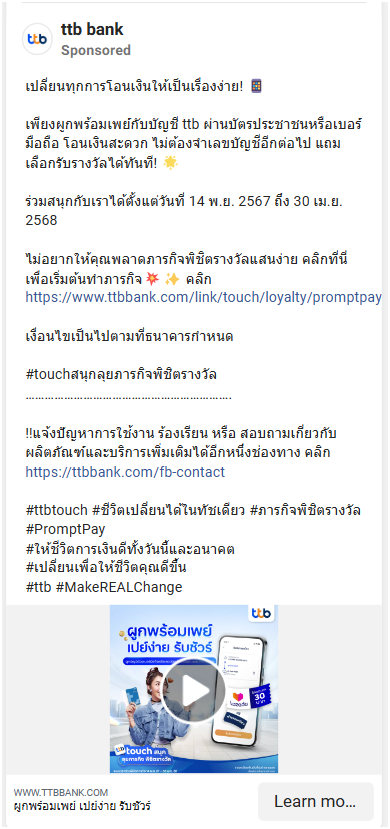 ttb bank
Sponsored
เปลี่ยนทุกการโอนเงินให้เป็นเรื่องง่าย!
เพียงผูกพร้อมเพย์กับบัญชี ttb ผ่านบัตรประชาชนหรือเบอร์
มือถือ โอนเงินสะดวก ไม่ต้องจำเลขบัญชีอีกต่อไป แถม
เลือกรับรางวัลได้ทันที!
ร่วมสนุกกับเราได้ตั้งแต่วันที่ 14 พ.ย. 2567 ถึง 30 เม.ย.
2568
ไม่อยากให้คุณพลาดภารกิจพิชิตรางวัลแสนง่าย คลิกที่นี่
เพื่อเริ่มต้นทำภารกิจ คลิก
https://www.ttbbank.com/link/touch/loyalty/promptpay
เงื่อนไขเป็นไปตามที่ธนาคารกำหนด
#touchสนุกลุยภารกิจพิชิตรางวัล
………………………………………………….
!!แจ้งปัญหาการใช้งาน ร้องเรียน หรือ สอบถามเกี่ยวกับ
ผลิตภัณฑ์และบริการเพิ่มเติมได้อีกหนึ่งช่องทาง คลิก
https://ttbbank.com/fb-contact
#ttbtouch #ชีวิตเปลี่ยนได้ในทัชเดียว #ภารกิจพิชิตรางวัล
#PromptPay
#ให้ชีวิตการเงินดีทั้งวันนี้และอนาคต
#เปลี่ยนเพื่อให้ชีวิตคุณดีขึ้น
#ttb #MakeREALChange
ttb
ผูกพร้อมเพย์
เปย์ง่าย รับชัวร์
30
ttb touch สนุก
ลุยภารกิจ พิชิตรางวัล
WWW.TTBBANK.COM
ผูกพร้อมเพย์ เปย์ง่าย รับชัวร์
Learn mo...